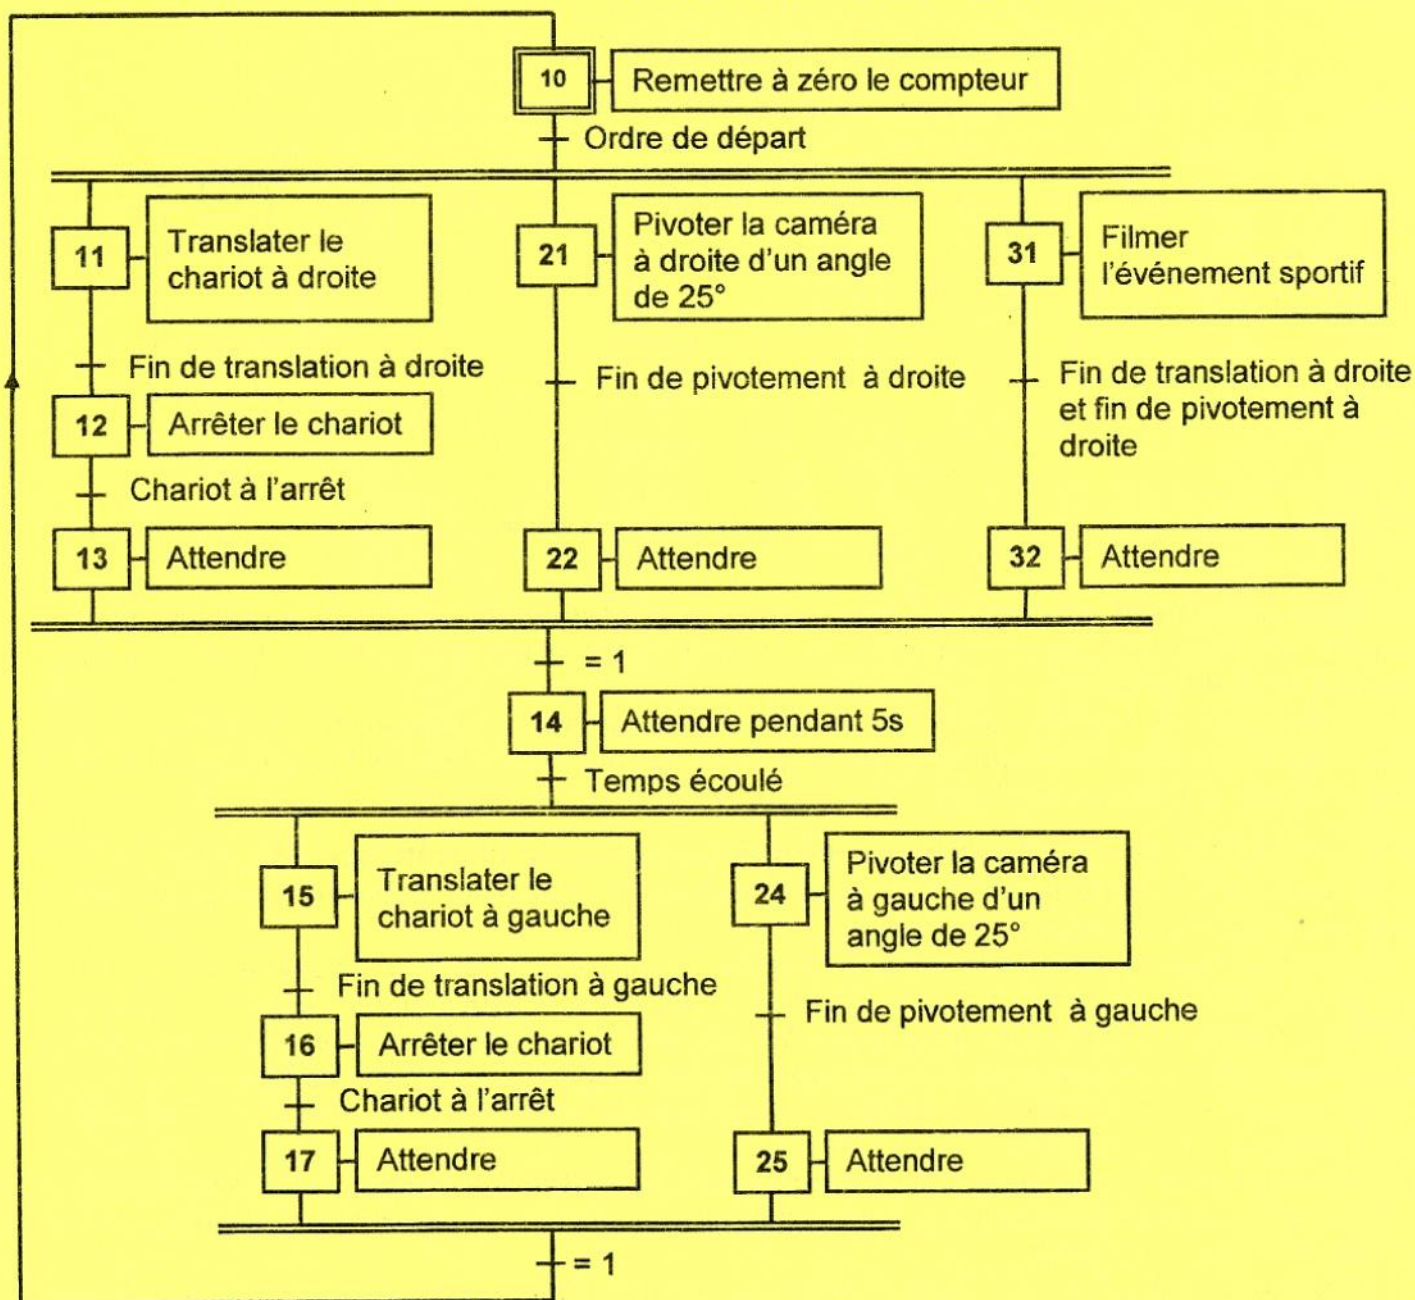 10
Remettre à zéro le compteur
Ordre de départ
11
Translater le
chariot à droite
21
Pivoter la caméra
à droite d'un angle
de 25°
31
Filmer
l'événement sportif
Fin de translation à droite
Fin de pivotement à droite
Fin de translation à droite
et fin de pivotement à
droite
12
Arrêter le chariot
Chariot à l'arrêt
13
Attendre
22
Attendre
32
Attendre
= 1
14
Attendre pendant 5s
Temps écoulé
15
Translater le
chariot à gauche
24
Pivoter la caméra
à gauche d'un
angle de 25°
Fin de translation à gauche
Fin de pivotement à gauche
16
Arrêter le chariot
Chariot à l'arrêt
17
Attendre
25
Attendre
= 1